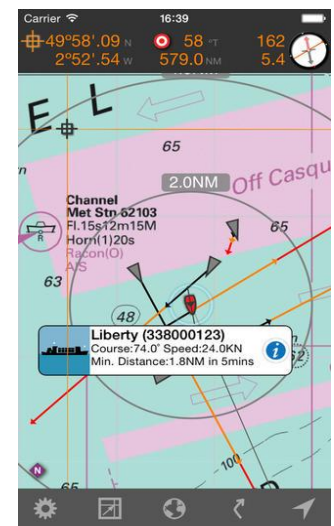 Carrier 16:39
49°58'.09 N 58 °T 162
2°52'.54 W 579.0 NM 5.4
E L
65
2.0NM
Off Casqu
Channel
Met Stn 62103
Fl.15s12m15M
Horn(1)20s
Racon(O)
AIS
R
65
63
48
Liberty (338000123)
Course:74.0° Speed:24.0KN
Min. Distance:1.8NM in 5mins
i
62
100
N
65
D